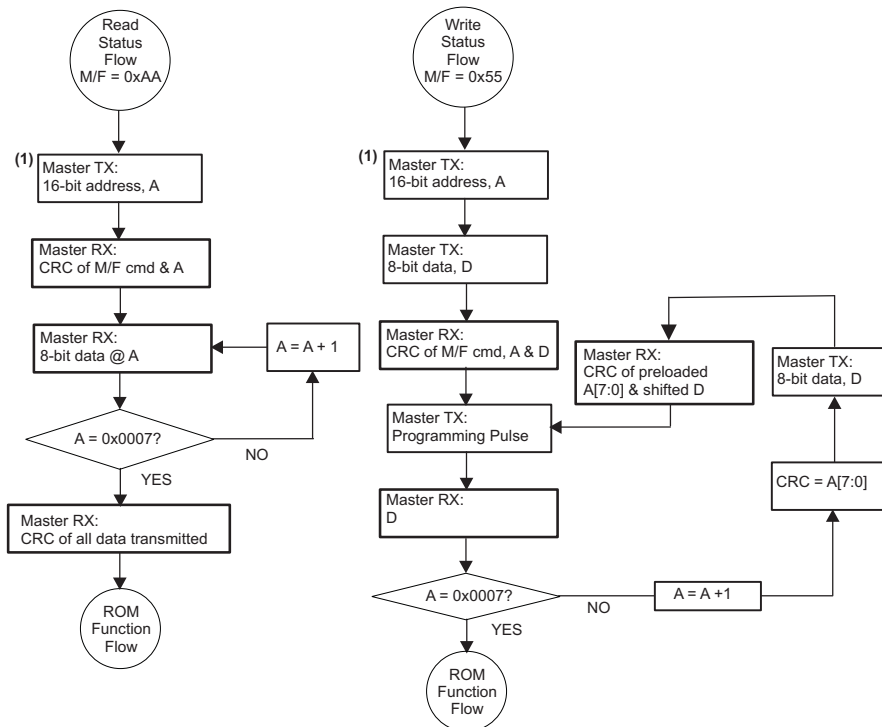 Read
Status
Flow
M/F = 0xAA
(1)
Master TX:
16-bit address, A
Master RX:
CRC of M/F cmd & A
Master RX:
8-bit data @ A
A = A + 1
A = 0x0007?
NO
YES
Master RX:
CRC of all data transmitted
ROM
Function
Flow
Write
Status
Flow
M/F = 0x55
(1)
Master TX:
16-bit address, A
Master TX:
8-bit data, D
Master RX:
CRC of M/F cmd, A & D
Master TX:
Programming Pulse
Master RX:
D
A = 0x0007?
NO
YES
A = A +1
CRC = A[7:0]
Master TX:
8-bit data, D
Master RX:
CRC of preloaded
A[7:0] & shifted D
ROM
Function
Flow